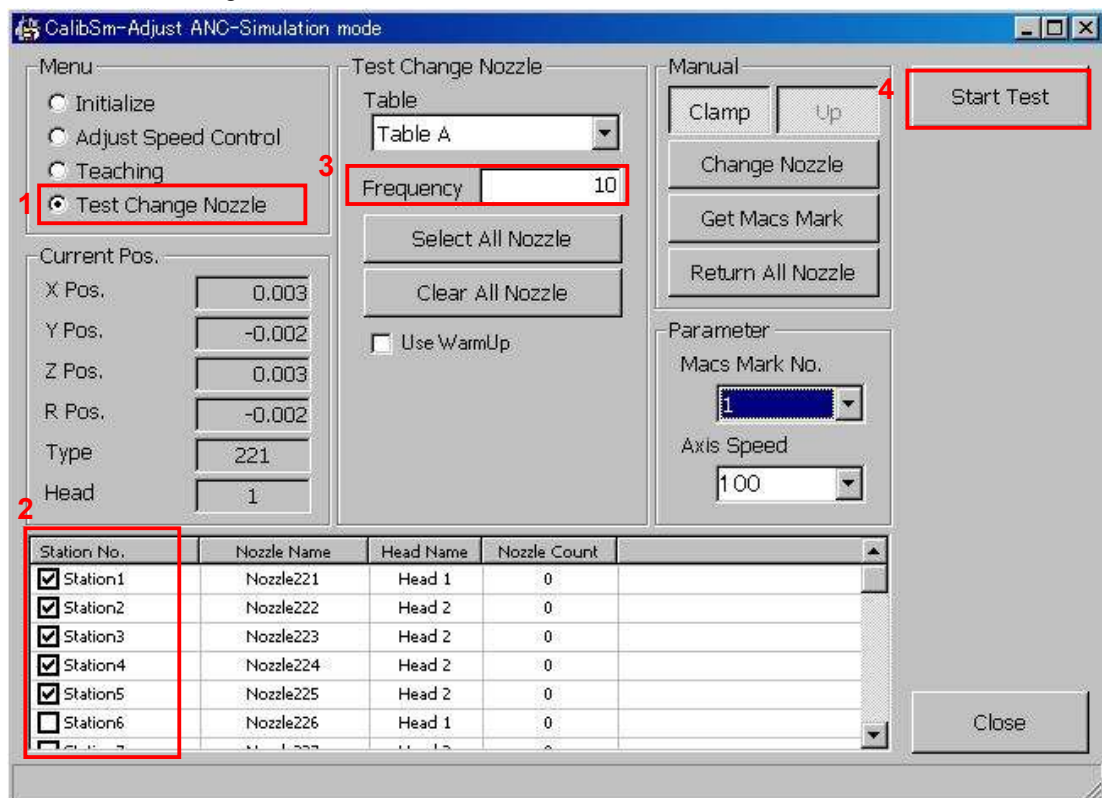 CalibSm-Adjust ANC-Simulation mode
Menu
Initialize
Adjust Speed Control
Teaching
1
Test Change Nozzle
Current Pos.
X Pos. 0.003
Y Pos. -0.002
Z Pos. 0.003
R Pos. -0.002
Type 221
Head 1
Test Change Nozzle
Table
Table A
3
Frequency 10
Select All Nozzle
Clear All Nozzle
Use WarmUp
Manual
Clamp Up
Change Nozzle
Get Macs Mark
Return All Nozzle
Parameter
Macs Mark No.
1
Axis Speed
100
4
Start Test
2
Station No. Nozzle Name Head Name Nozzle Count
Station1 Nozzle221 Head 1 0
Station2 Nozzle222 Head 2 0
Station3 Nozzle223 Head 2 0
Station4 Nozzle224 Head 2 0
Station5 Nozzle225 Head 2 0
Station6 Nozzle226 Head 1 0
Close